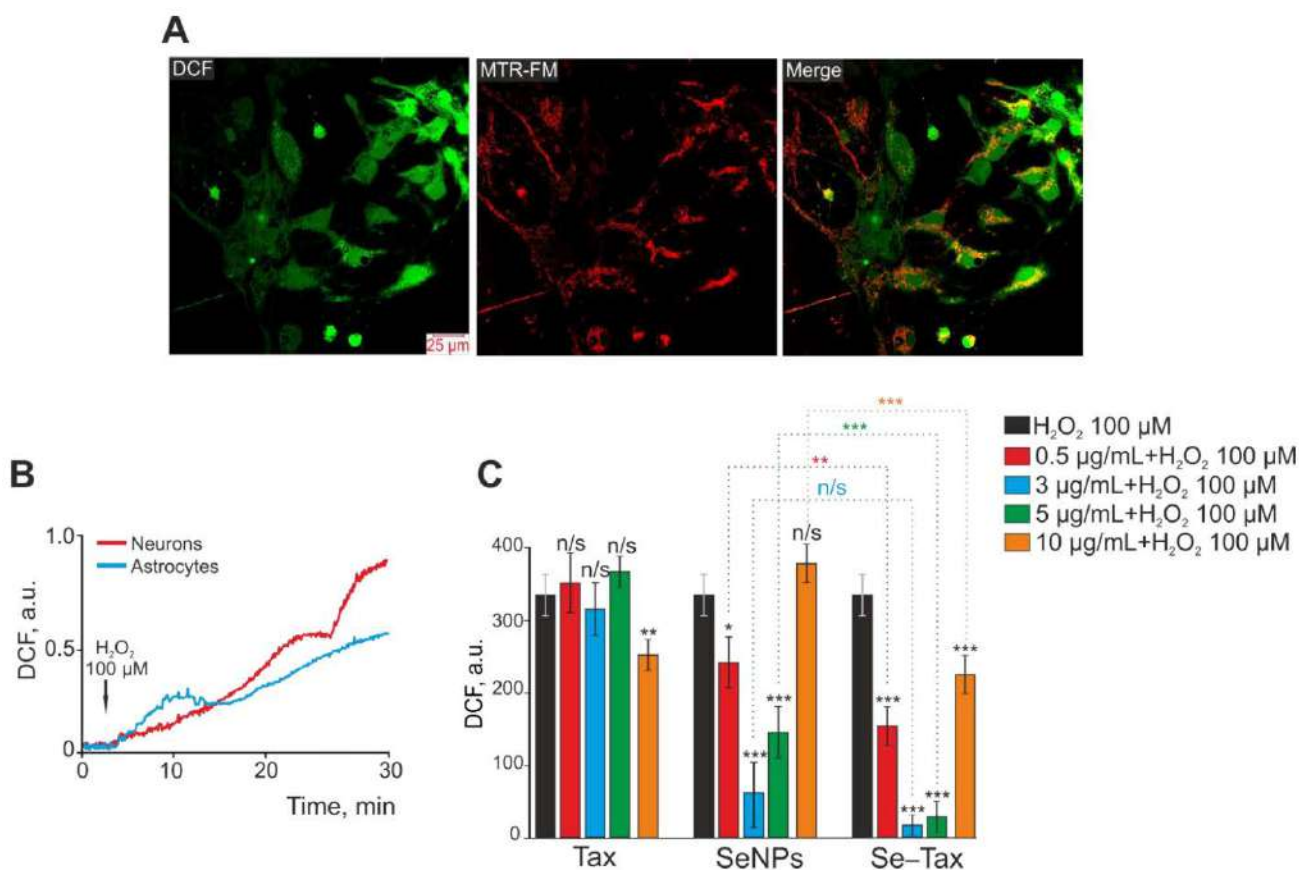 A
DCF
MTR-FM
Merge
25 µm
B
1.0
Neurons
Astrocytes
DCF, a.u.
0.5
H₂O₂
100 µM
0
0 10 20 30
Time, min
C
***
***
**
n/s
H₂O₂ 100 µM
0.5 µg/mL+H₂O₂ 100 µM
3 µg/mL+H₂O₂ 100 µM
5 µg/mL+H₂O₂ 100 µM
10 µg/mL+H₂O₂ 100 µM
DCF, a.u.
400
300
200
100
0
n/s n/s n/s **
* *** *** n/s
*** *** *** ***
Tax SeNPs Se–Tax